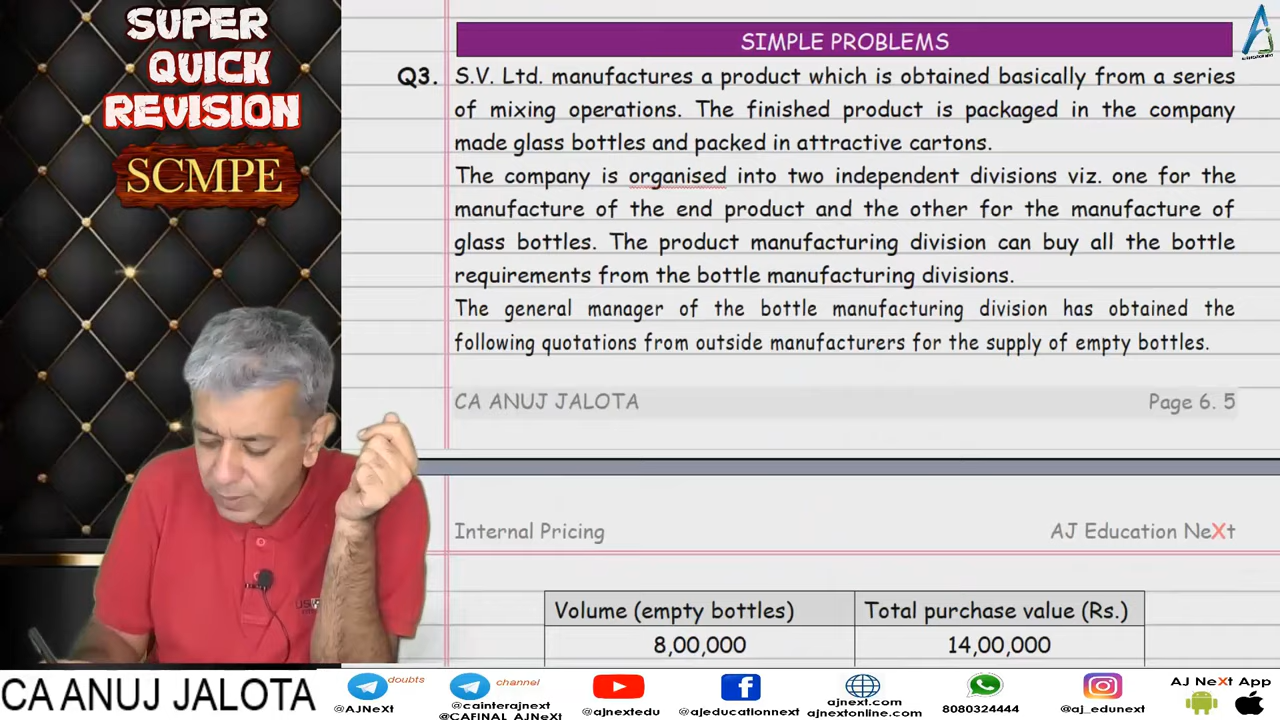 SUPER
QUICK
REVISION
SCMPE
SIMPLE PROBLEMS
Q3. S.V. Ltd. manufactures a product which is obtained basically from a series
of mixing operations. The finished product is packaged in the company
made glass bottles and packed in attractive cartons.
The company is organised into two independent divisions viz. one for the
manufacture of the end product and the other for the manufacture of
glass bottles. The product manufacturing division can buy all the bottle
requirements from the bottle manufacturing divisions.
The general manager of the bottle manufacturing division has obtained the
following quotations from outside manufacturers for the supply of empty bottles.
CA ANUJ JALOTA Page 6. 5
Internal Pricing AJ Education NeXt
Volume (empty bottles) Total purchase value (Rs.)
8,00,000 14,00,000
CA ANUJ JALOTA
doubts
@AJNeXt
channel
@cainterajnext
@CAFINAL_AJNeXt
@ajnextedu
@ajeducationnext
ajnext.com
ajnextonline.com
8080324444
@aj_edunext
AJ NeXt App